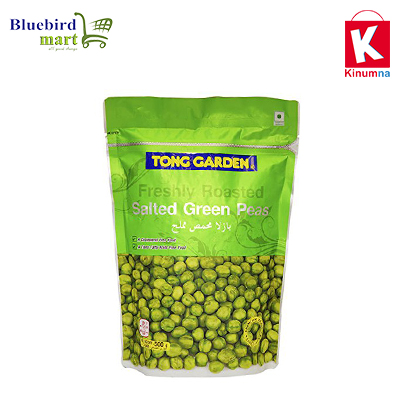 Bluebird
mart
Kinumna
TONG GARDEN
Freshly Roasted
Salted Green Peas
بازلا محمص مملح
500